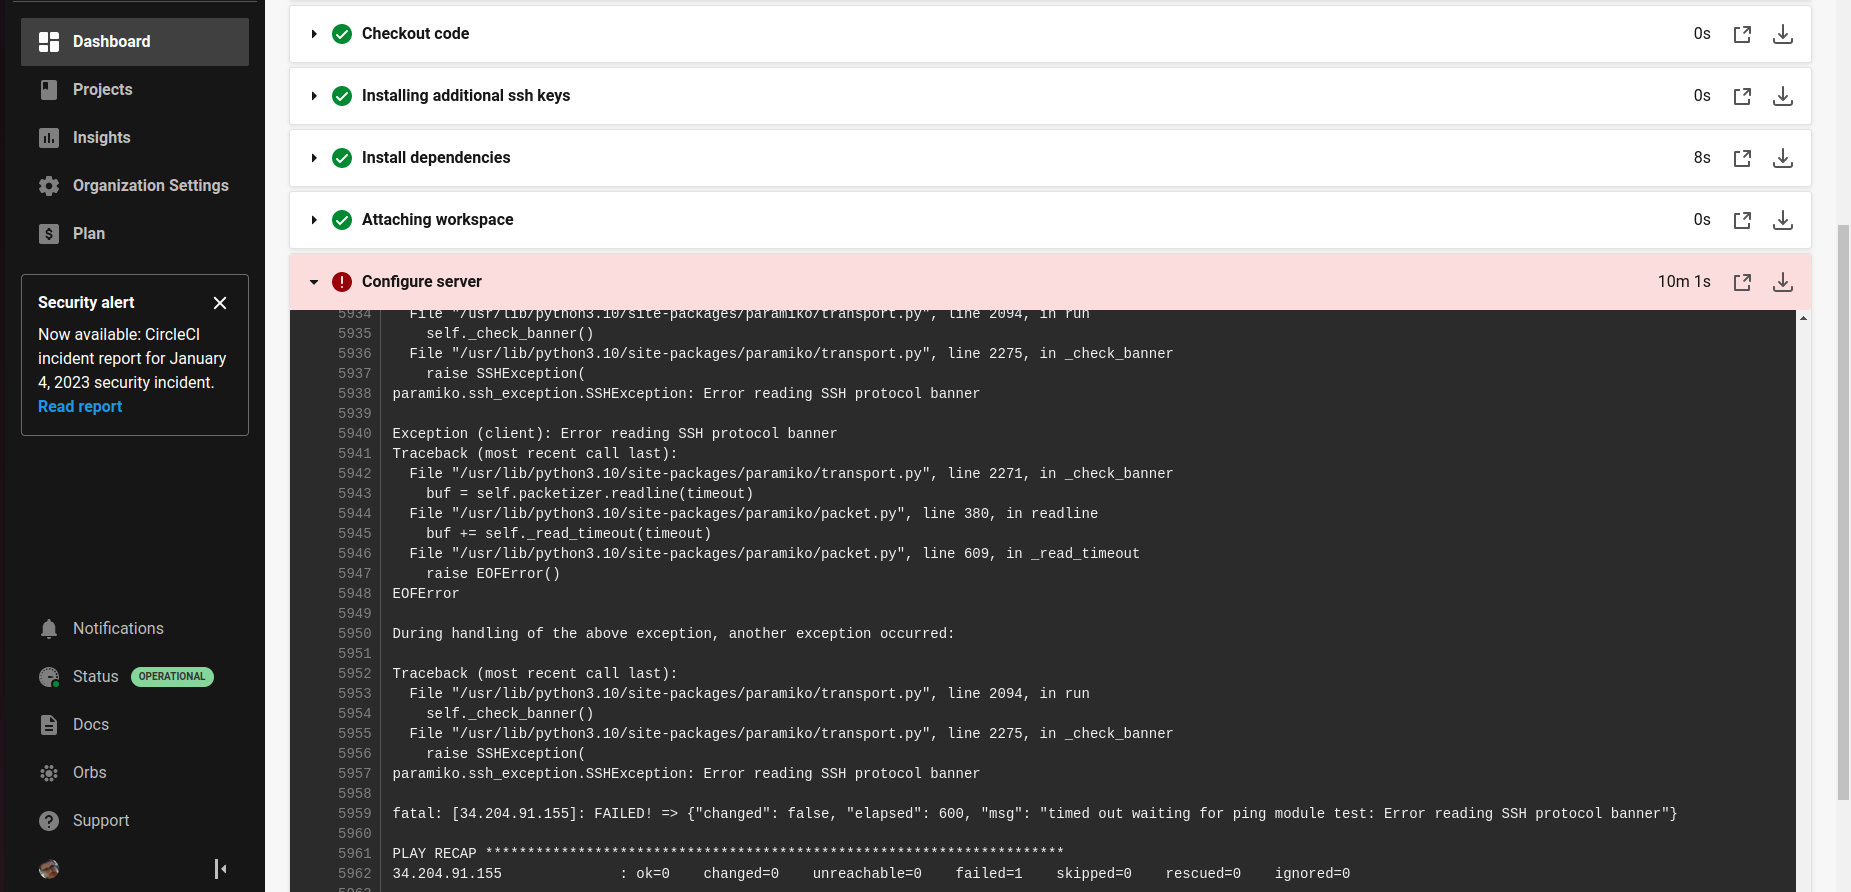 Dashboard
Projects
Insights
Organization Settings
Plan
Security alert
Now available: CircleCI
incident report for January
4, 2023 security incident.
Read report
Notifications
Status OPERATIONAL
Docs
Orbs
Support
Checkout code 0s
Installing additional ssh keys 0s
Install dependencies 8s
Attaching workspace 0s
Configure server 10m 1s
5934 File "/usr/lib/python3.10/site-packages/paramiko/transport.py", line 2094, in run
5935 self._check_banner()
5936 File "/usr/lib/python3.10/site-packages/paramiko/transport.py", line 2275, in _check_banner
5937 raise SSHException(
5938 paramiko.ssh_exception.SSHException: Error reading SSH protocol banner
5939
5940 Exception (client): Error reading SSH protocol banner
5941 Traceback (most recent call last):
5942 File "/usr/lib/python3.10/site-packages/paramiko/transport.py", line 2271, in _check_banner
5943 buf = self.packetizer.readline(timeout)
5944 File "/usr/lib/python3.10/site-packages/paramiko/packet.py", line 380, in readline
5945 buf += self._read_timeout(timeout)
5946 File "/usr/lib/python3.10/site-packages/paramiko/packet.py", line 609, in _read_timeout
5947 raise EOFError()
5948 EOFError
5949
5950 During handling of the above exception, another exception occurred:
5951
5952 Traceback (most recent call last):
5953 File "/usr/lib/python3.10/site-packages/paramiko/transport.py", line 2094, in run
5954 self._check_banner()
5955 File "/usr/lib/python3.10/site-packages/paramiko/transport.py", line 2275, in _check_banner
5956 raise SSHException(
5957 paramiko.ssh_exception.SSHException: Error reading SSH protocol banner
5958
5959 fatal: [34.204.91.155]: FAILED! => {"changed": false, "elapsed": 600, "msg": "timed out waiting for ping module test: Error reading SSH protocol banner"}
5960
5961 PLAY RECAP *********************************************************************
5962 34.204.91.155 : ok=0 changed=0 unreachable=0 failed=1 skipped=0 rescued=0 ignored=0